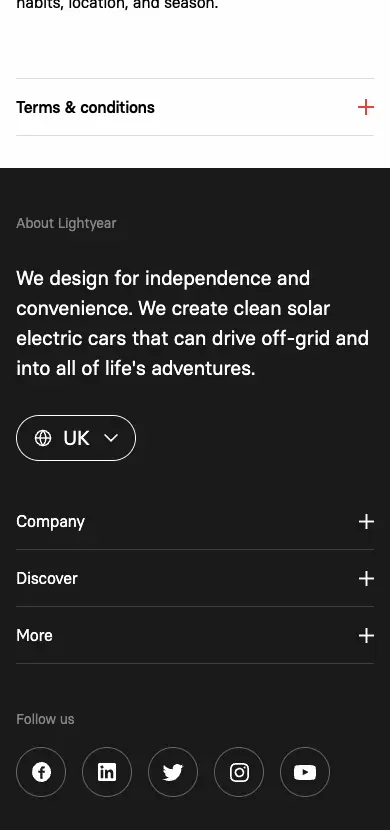 habits, location, and season.
Terms & conditions
About Lightyear
We design for independence and
convenience. We create clean solar
electric cars that can drive off-grid and
into all of life's adventures.
UK
Company
Discover
More
Follow us